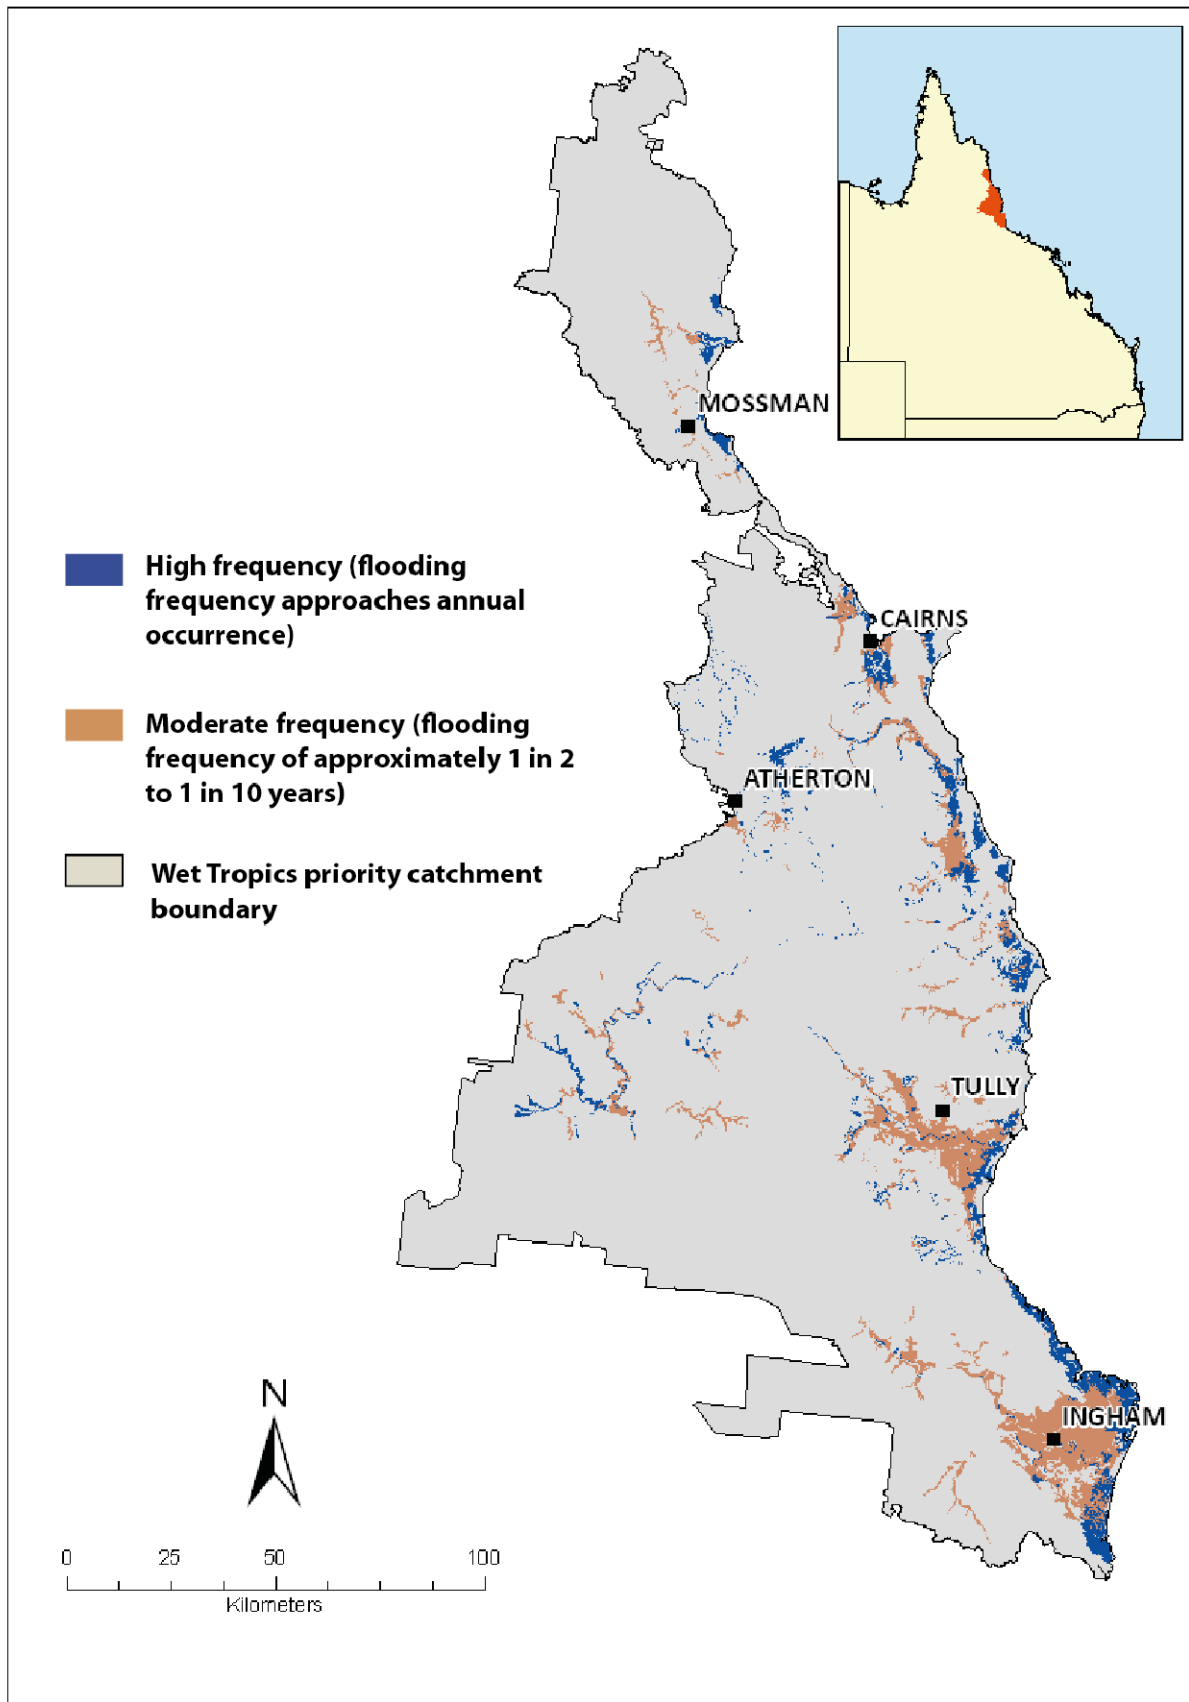 MOSSMAN
High frequency (flooding
frequency approaches annual
occurrence)
CAIRNS
Moderate frequency (flooding
frequency of approximately 1 in 2
to 1 in 10 years)
ATHERTON
Wet Tropics priority catchment
boundary
TULLY
N
INGHAM
0 25 50 100
Kilometers